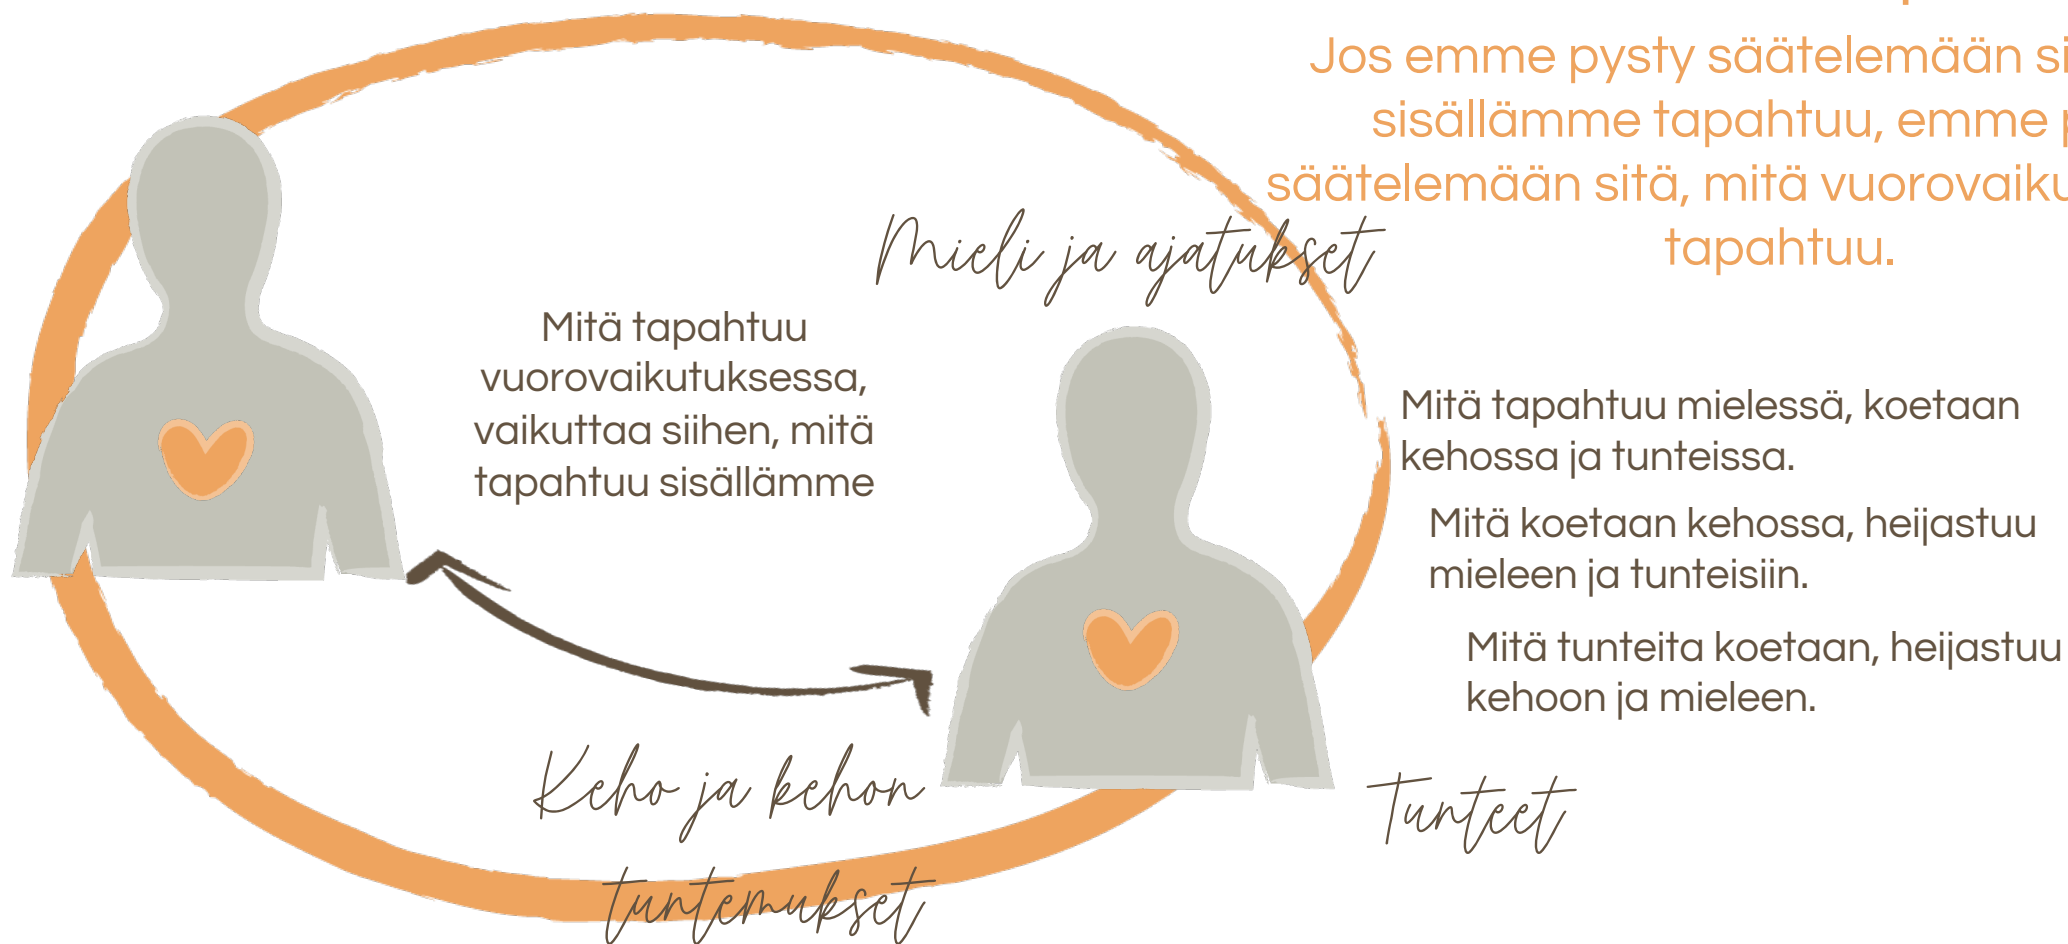 Jos emme pysty säätelemään
sisällämme tapahtuu, emme
säätelemään sitä, mitä
tapahtuu.
Mieli ja ajatukset
Mitä tapahtuu
vuorovaikutuksessa,
vaikuttaa siihen, mitä
tapahtuu sisällämme
Mitä tapahtuu mielessä, koetaan
kehossa ja tunteissa.
Mitä koetaan kehossa, heijastuu
mieleen ja tunteisiin.
Mitä tunteita koetaan, heijastuu
kehoon ja mieleen.
Keho ja kehon
tuntemukset
Tunteet